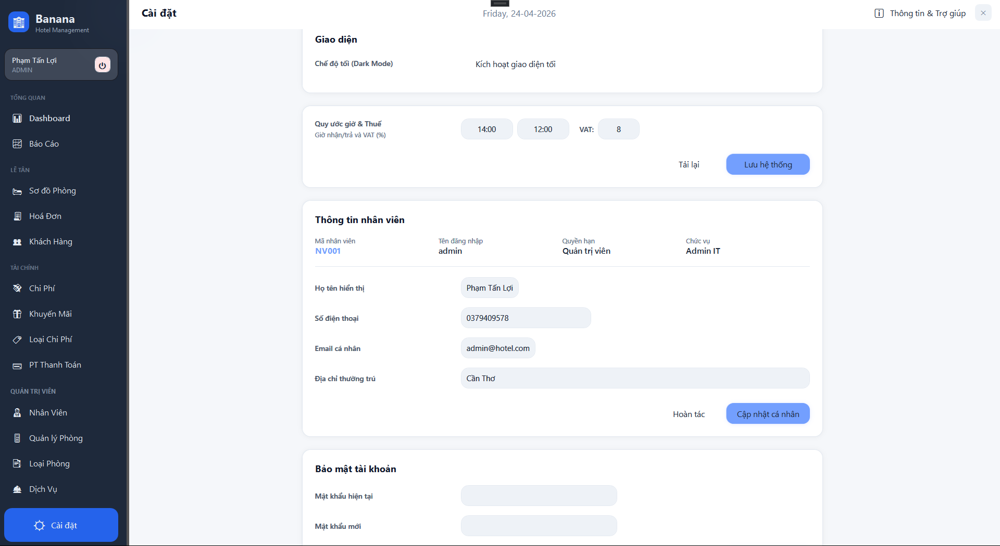 Banana
Hotel Management
Phạm Tấn Lợi
ADMIN
TỔNG QUAN
Dashboard
Báo Cáo
LỄ TÂN
Sơ đồ Phòng
Hoá Đơn
Khách Hàng
TÀI CHÍNH
Chi Phí
Khuyến Mãi
Loại Chi Phí
PT Thanh Toán
QUẢN TRỊ VIÊN
Nhân Viên
Quản lý Phòng
Loại Phòng
Dịch Vụ
Cài đặt
Cài đặt
Friday, 24-04-2026
Thông tin & Trợ giúp
Giao diện
Chế độ tối (Dark Mode)
Kích hoạt giao diện tối
Quy ước giờ & Thuế
Giờ nhận/trả và VAT (%)
14:00
12:00
VAT:
8
Tải lại
Lưu hệ thống
Thông tin nhân viên
Mã nhân viên
NV001
Tên đăng nhập
admin
Quyền hạn
Quản trị viên
Chức vụ
Admin IT
Họ tên hiển thị
Phạm Tấn Lợi
Số điện thoại
0379409578
Email cá nhân
admin@hotel.com
Địa chỉ thường trú
Cần Thơ
Hoàn tác
Cập nhật cá nhân
Bảo mật tài khoản
Mật khẩu hiện tại
Mật khẩu mới